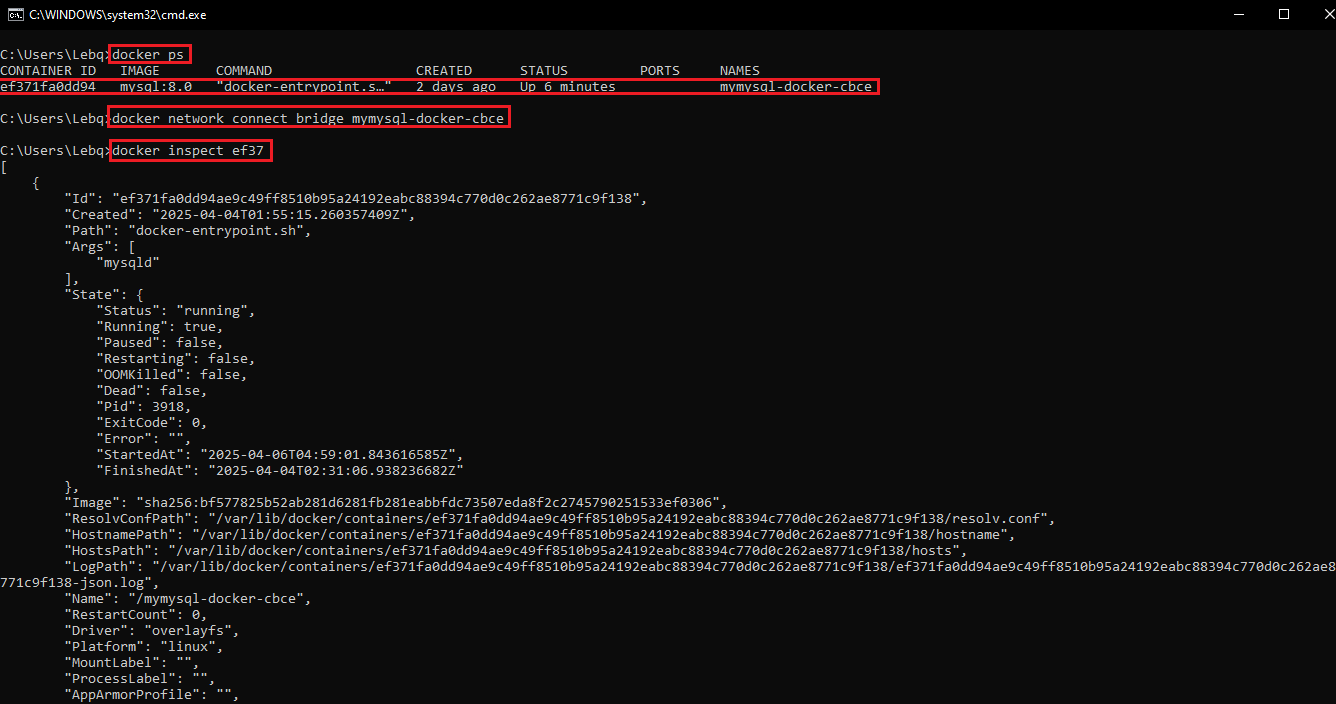 C:\WINDOWS\system32\cmd.exe
C:\Users\Lebq>docker ps
CONTAINER ID   IMAGE       COMMAND                  CREATED      STATUS         PORTS     NAMES
ef371fa0dd94   mysql:8.0   "docker-entrypoint.s…"   2 days ago   Up 6 minutes             mymysql-docker-cbce
C:\Users\Lebq>docker network connect bridge mymysql-docker-cbce
C:\Users\Lebq>docker inspect ef37
[
    {
        "Id": "ef371fa0dd94ae9c49ff8510b95a24192eabc88394c770d0c262ae8771c9f138",
        "Created": "2025-04-04T01:55:15.260357409Z",
        "Path": "docker-entrypoint.sh",
        "Args": [
            "mysqld"
        ],
        "State": {
            "Status": "running",
            "Running": true,
            "Paused": false,
            "Restarting": false,
            "OOMKilled": false,
            "Dead": false,
            "Pid": 3918,
            "ExitCode": 0,
            "Error": "",
            "StartedAt": "2025-04-06T04:59:01.843616585Z",
            "FinishedAt": "2025-04-04T02:31:06.938236682Z"
        },
        "Image": "sha256:bf577825b52ab281d6281fb281eabbfdc73507eda8f2c2745790251533ef0306",
        "ResolvConfPath": "/var/lib/docker/containers/ef371fa0dd94ae9c49ff8510b95a24192eabc88394c770d0c262ae8771c9f138/resolv.conf",
        "HostnamePath": "/var/lib/docker/containers/ef371fa0dd94ae9c49ff8510b95a24192eabc88394c770d0c262ae8771c9f138/hostname",
        "HostsPath": "/var/lib/docker/containers/ef371fa0dd94ae9c49ff8510b95a24192eabc88394c770d0c262ae8771c9f138/hosts",
        "LogPath": "/var/lib/docker/containers/ef371fa0dd94ae9c49ff8510b95a24192eabc88394c770d0c262ae8771c9f138/ef371fa0dd94ae9c49ff8510b95a24192eabc88394c770d0c262ae8
771c9f138-json.log",
        "Name": "/mymysql-docker-cbce",
        "RestartCount": 0,
        "Driver": "overlayfs",
        "Platform": "linux",
        "MountLabel": "",
        "ProcessLabel": "",
        "AppArmorProfile": "",